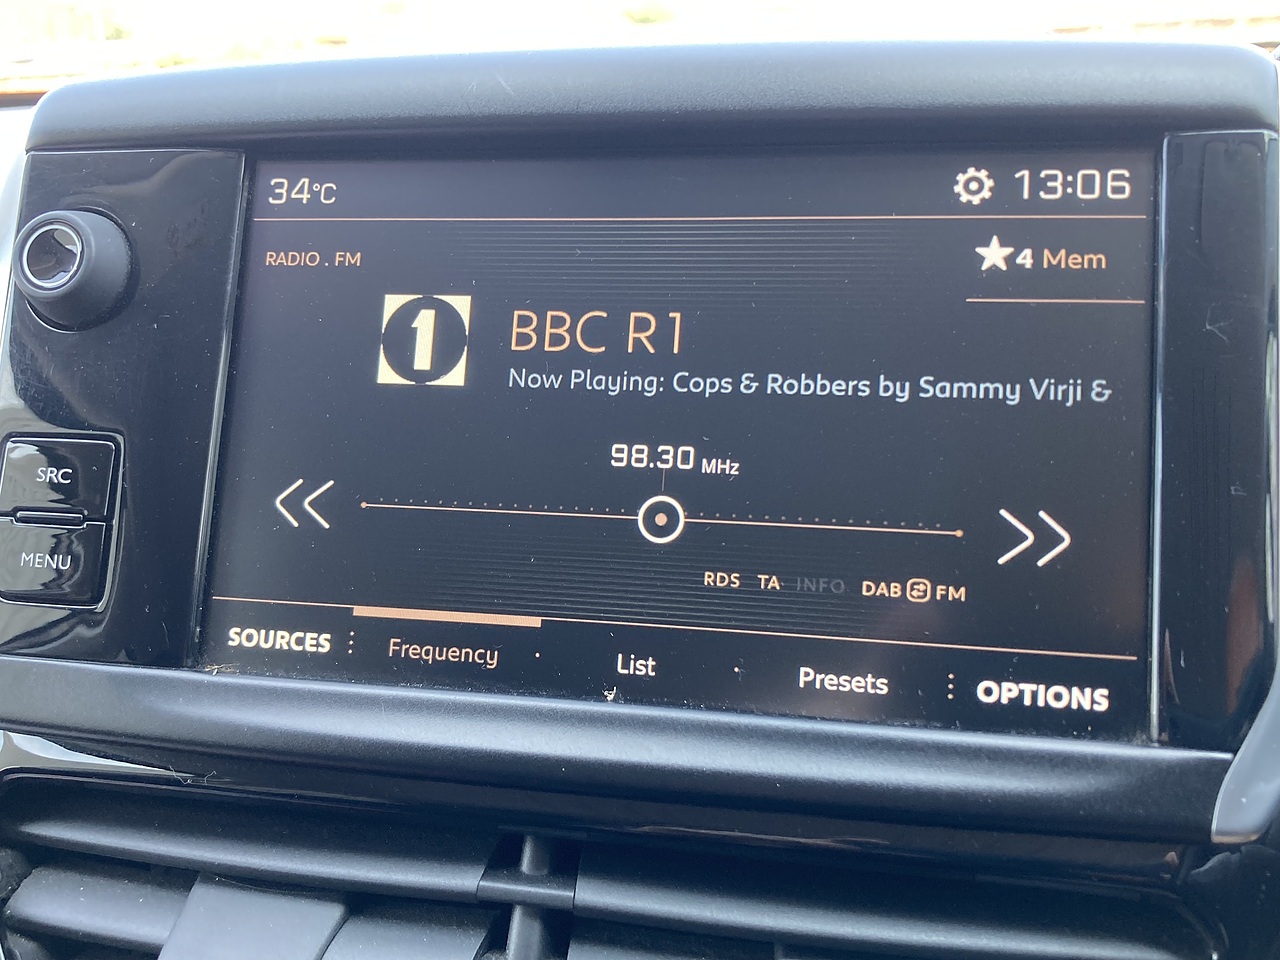 34°C
13:06
RADIO . FM
4 Mem
1
BBC R1
Now Playing: Cops & Robbers by Sammy Virji &
98.30 MHz
SRC
MENU
RDS TA INFO DAB FM
SOURCES Frequency List Presets OPTIONS